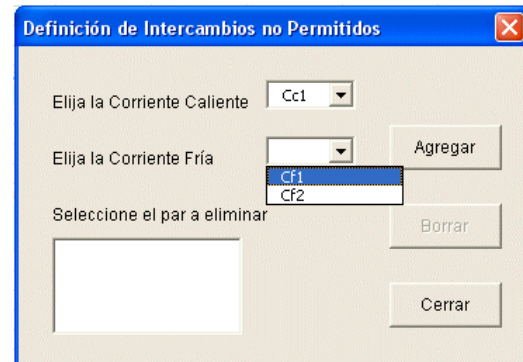 Definición de Intercambios no Permitidos
Elija la Corriente Caliente
Cc1
Elija la Corriente Fría
Agregar
Cf1
Cf2
Seleccione el par a eliminar
Borrar
Cerrar